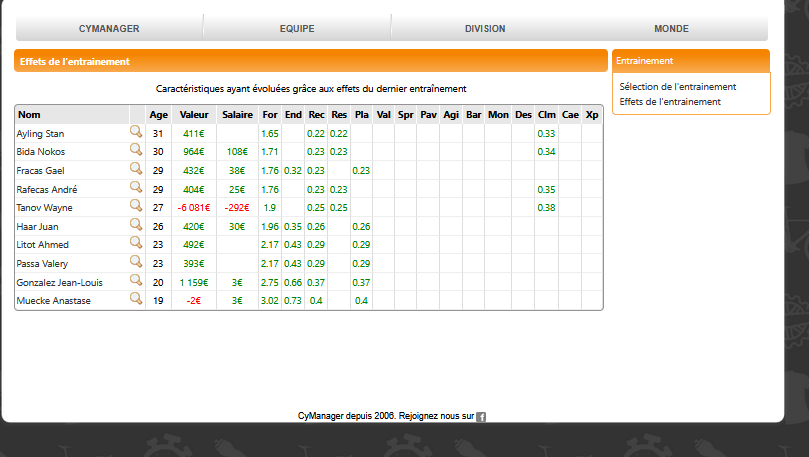 CYMANAGER EQUIPE DIVISION MONDE
Effets de l'entrainement
Entrainement
Caractéristiques ayant évoluées grâce aux effets du dernier entraînement
Sélection de l'entrainement
Effets de l'entrainement
Nom Age Valeur Salaire For End Rec Res Pla Val Spr Pav Agi Bar Mon Des Clm Cae Xp
Ayling Stan 31 411€ 1.65 0.22 0.22 0.33
Bida Nokos 30 964€ 108€ 1.71 0.23 0.23 0.34
Fracas Gael 29 432€ 38€ 1.76 0.32 0.23 0.23
Rafecas André 29 404€ 25€ 1.76 0.23 0.23 0.35
Tanov Wayne 27 -6 081€ -292€ 1.9 0.25 0.25 0.38
Haar Juan 26 420€ 30€ 1.96 0.35 0.26 0.26
Litot Ahmed 23 492€ 2.17 0.43 0.29 0.29
Passa Valery 23 393€ 2.17 0.43 0.29 0.29
Gonzalez Jean-Louis 20 1 159€ 3€ 2.75 0.66 0.37 0.37
Muecke Anastase 19 -2€ 3€ 3.02 0.73 0.4 0.4
CyManager depuis 2006. Rejoignez nous sur f